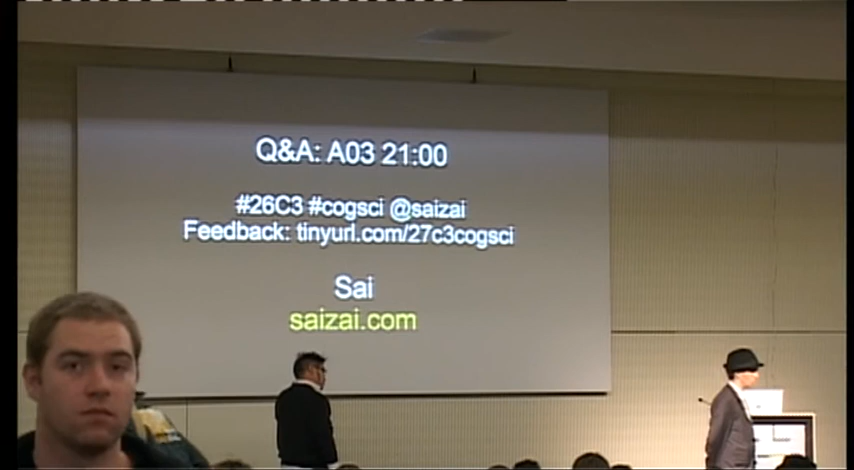 Q&A: A03 21:00
#26C3 #cogsci @saizai
Feedback: tinyurl.com/27c3cogsci
Sai
saizai.com